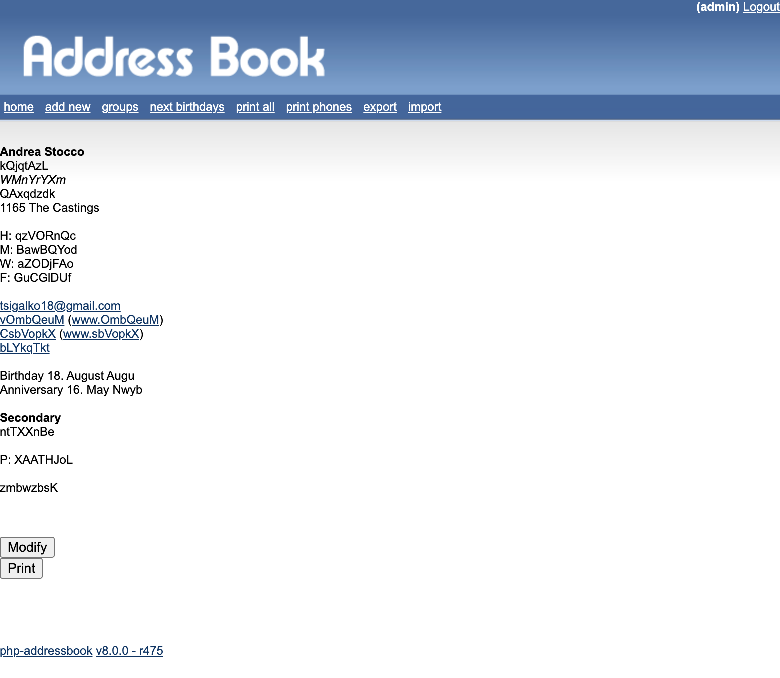 (admin) Logout
Address Book
home add new groups next birthdays print all print phones export import
Andrea Stocco
kQjqtAzL
WMnYrYXm
QAxqdzdk
1165 The Castings
H: qzVORnQc
M: BawBQYod
W: aZODjFAo
F: GuCGlDUf
tsigalko18@gmail.com
vOmbQeuM (www.OmbQeuM)
CsbVopkX (www.sbVopkX)
bLYkqTkt
Birthday 18. August Augu
Anniversary 16. May Nwyb
Secondary
ntTXXnBe
P: XAATHJoL
zmbwzbsK
Modify
Print
php-addressbook v8.0.0 - r475